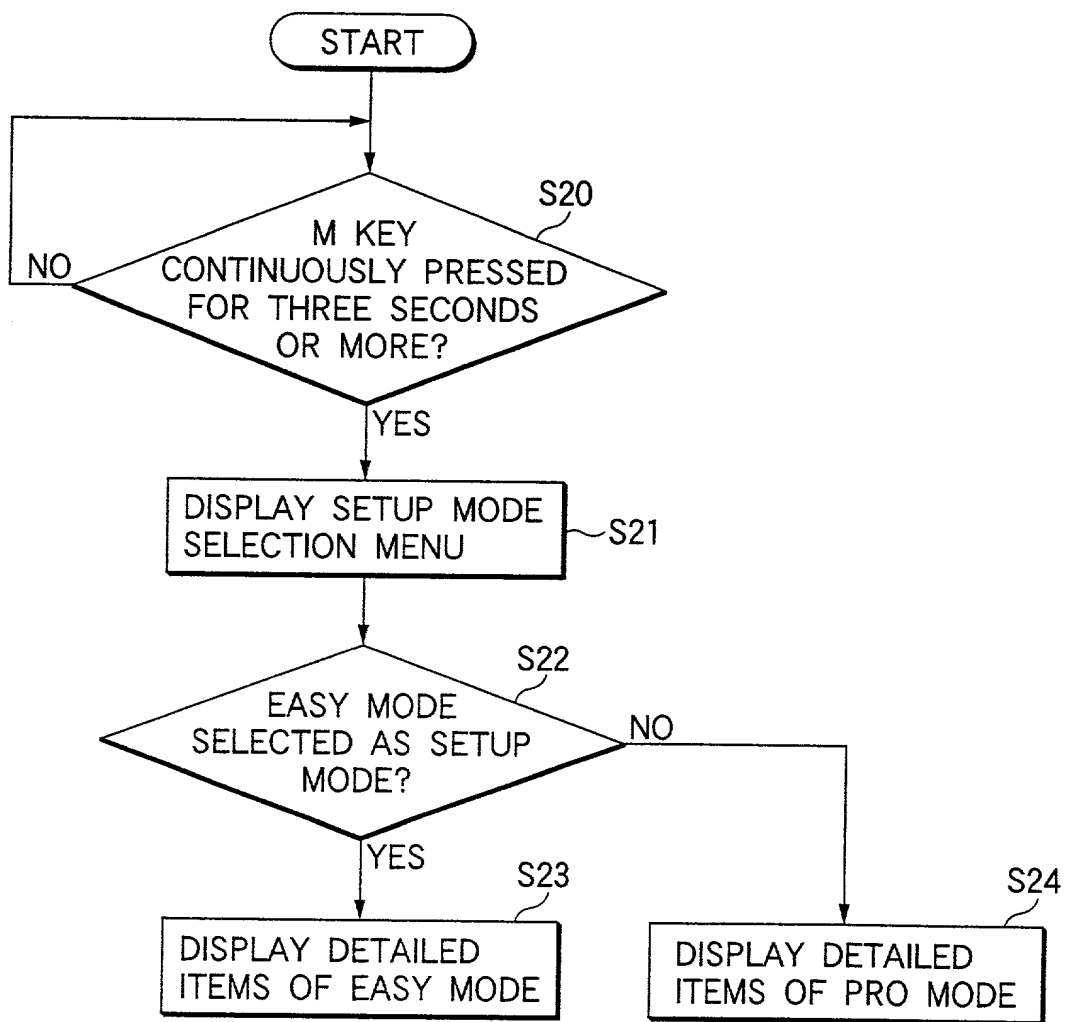 START
S20
M KEY
CONTINUOUSLY PRESSED
FOR THREE SECONDS
OR MORE?
NO
YES
DISPLAY SETUP MODE
SELECTION MENU
S21
S22
EASY MODE
SELECTED AS SETUP
MODE?
NO
YES
S23
DISPLAY DETAILED
ITEMS OF EASY MODE
S24
DISPLAY DETAILED
ITEMS OF PRO MODE